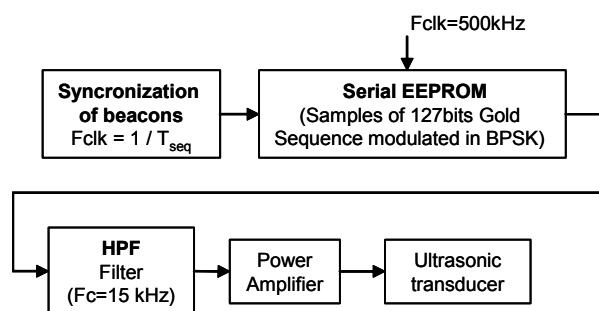 Fclk=500kHz
Syncronization
of beacons
Fclk = 1 / Tseq
Serial EEPROM
(Samples of 127bits Gold
Sequence modulated in BPSK)
HPF
Filter
(Fc=15 kHz)
Power
Amplifier
Ultrasonic
transducer